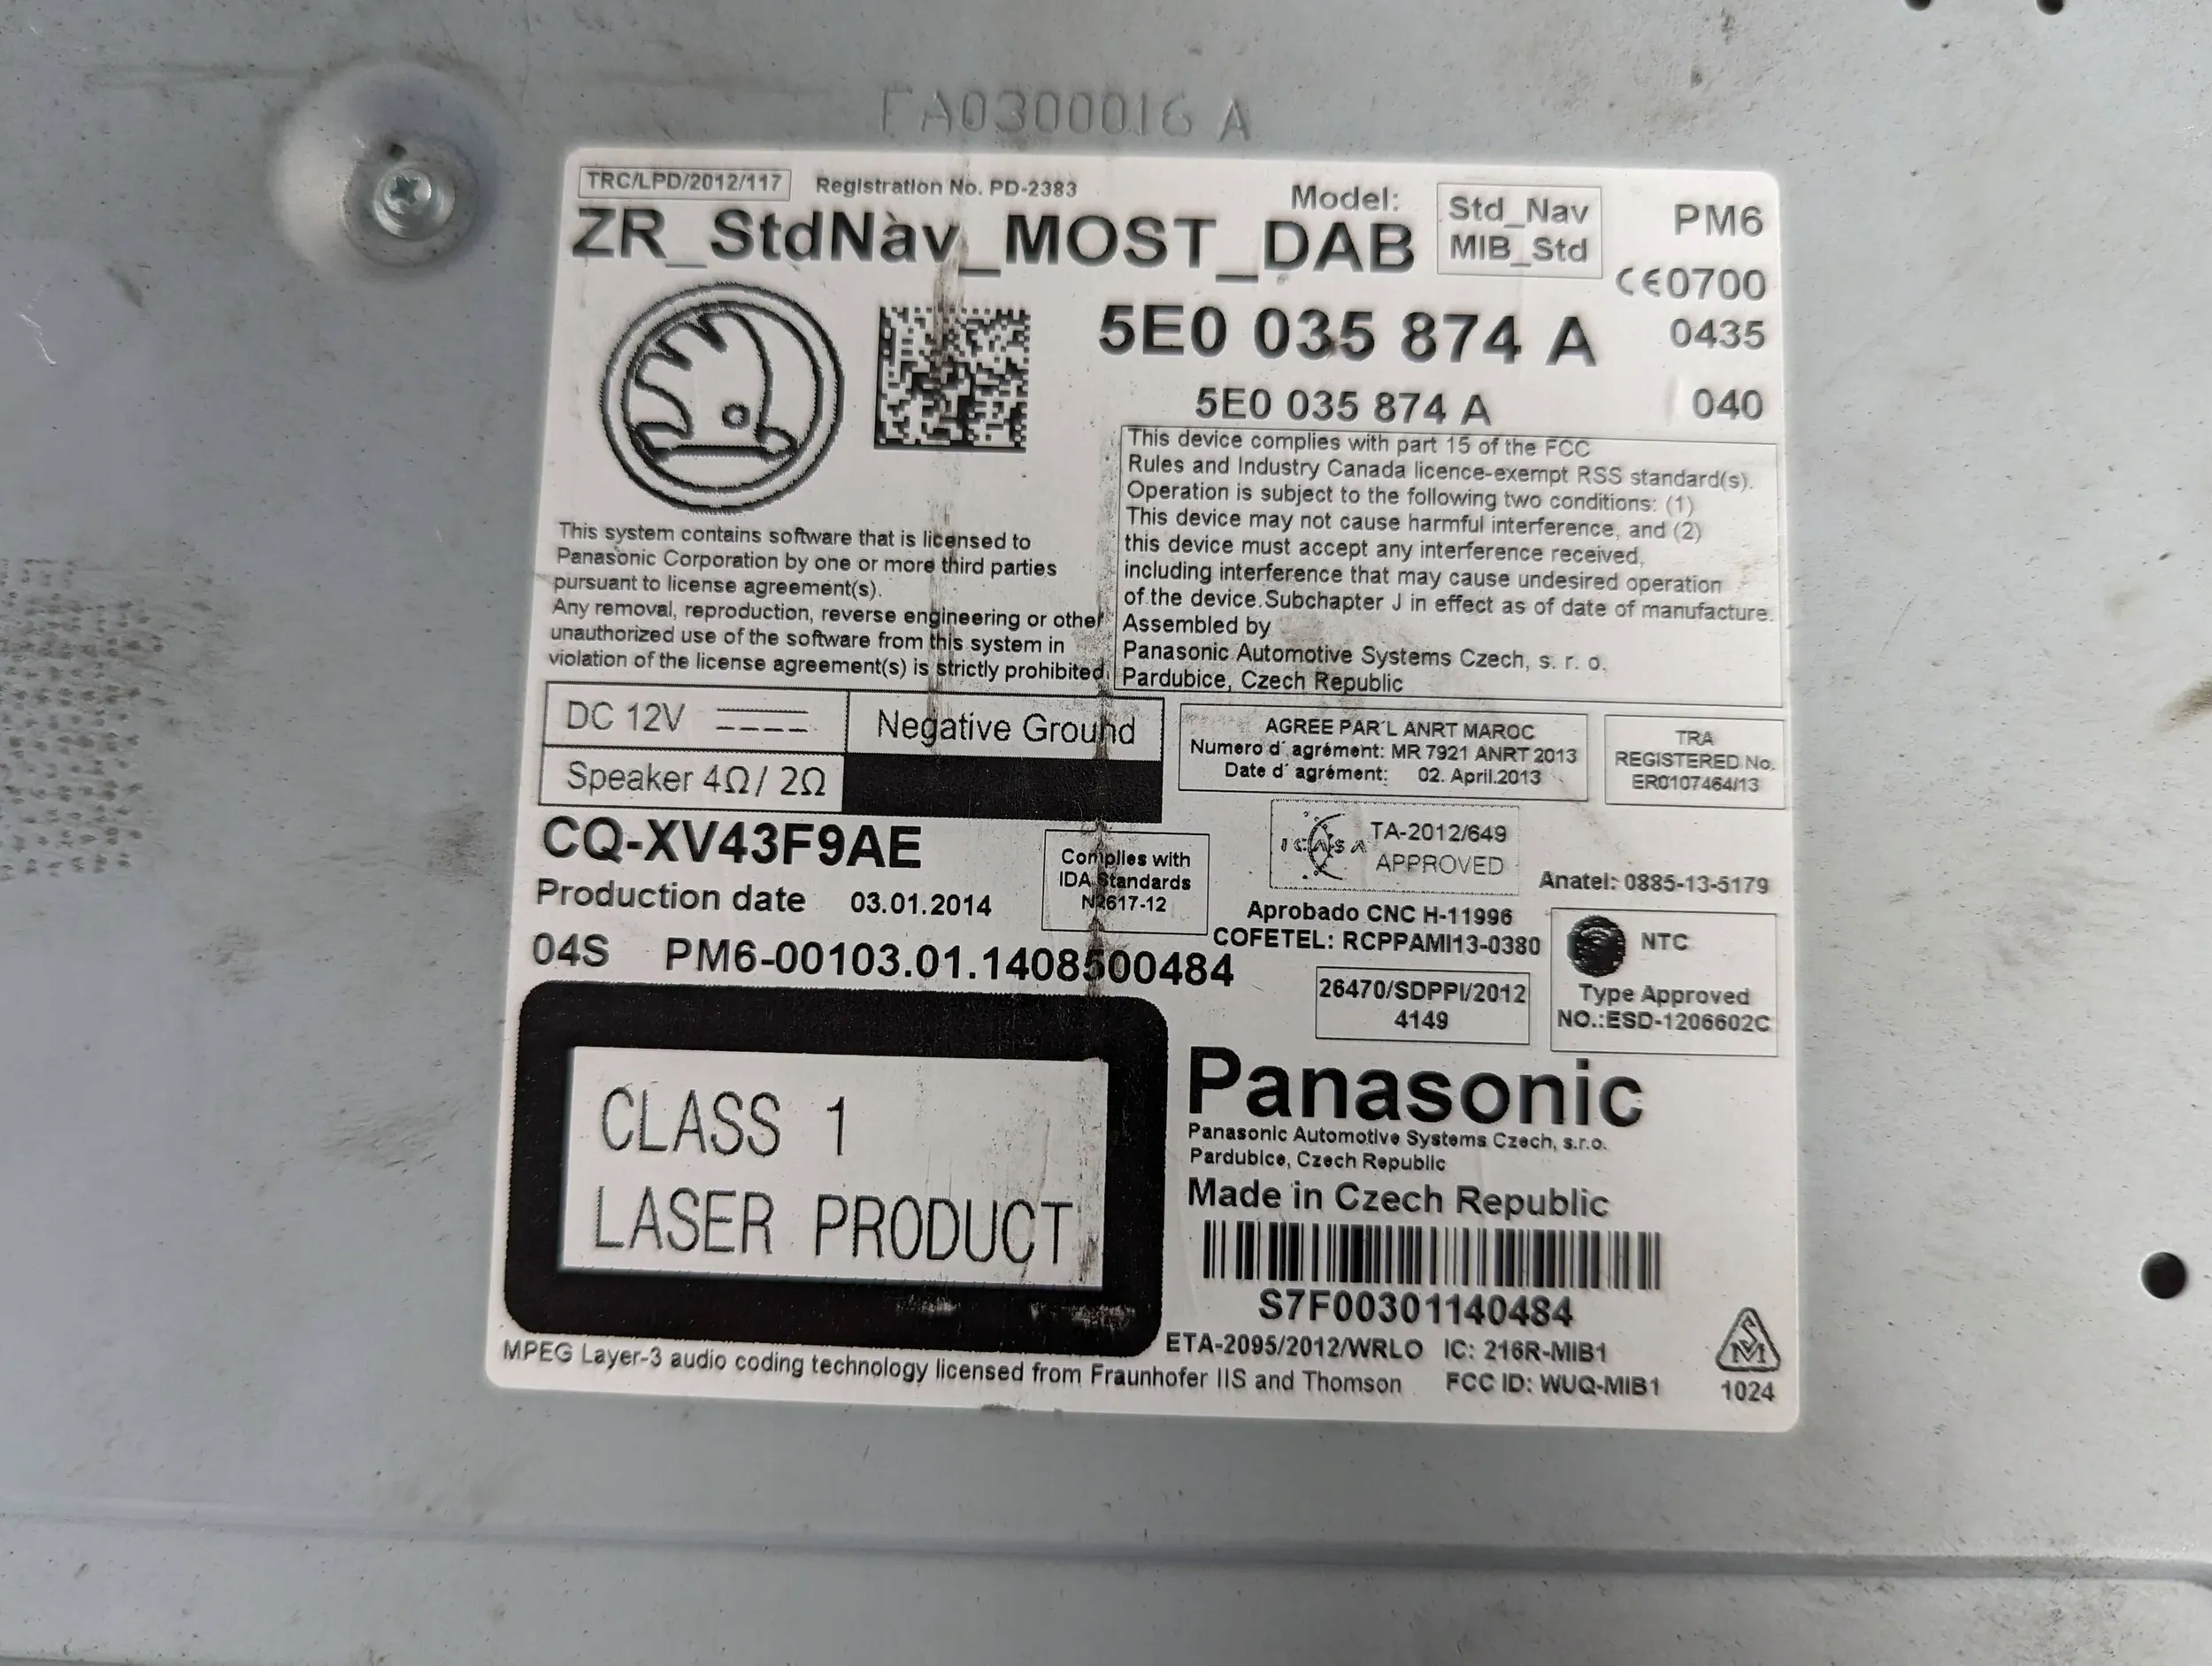 FA0300016 A
TRC/LPD/2012/117
Registration No. PD-2383
Model:
Std_Nav
MIB_Std
PM6
ZR_StdNav_MOST_DAB
CE0700
5E0 035 874 A
0435
5E0 035 874 A
040
This device complies with part 15 of the FCC
Rules and Industry Canada licence-exempt RSS standard(s).
Operation is subject to the following two conditions: (1)
This device may not cause harmful interference, and (2)
this device must accept any interference received,
including interference that may cause undesired operation
of the device.Subchapter J in effect as of date of manufacture.
Assembled by
Panasonic Automotive Systems Czech, s. r. o.
Pardubice, Czech Republic
This system contains software that is licensed to
Panasonic Corporation by one or more third parties
pursuant to license agreement(s).
Any removal, reproduction, reverse engineering or other
unauthorized use of the software from this system in
violation of the license agreement(s) is strictly prohibited.
DC 12V
Negative Ground
Speaker 4Ω/ 2Ω
AGREE PAR´L ANRT MAROC
Numero d´ agrément: MR 7921 ANRT 2013
Date d´ agrément: 02. April.2013
TRA
REGISTERED No.
ER0107464/13
CQ-XV43F9AE
Complies with
IDA Standards
N2617-12
ICASA
TA-2012/649
APPROVED
Anatel: 0885-13-5179
Production date 03.01.2014
Aprobado CNC H-11996
COFETEL: RCPPAMI13-0380
NTC
Type Approved
NO.:ESD-1206602C
04S PM6-00103.01.1408500484
26470/SDPPI/2012
4149
CLASS 1
LASER PRODUCT
Panasonic
Panasonic Automotive Systems Czech, s.r.o.
Pardubice, Czech Republic
Made in Czech Republic
S7F00301140484
ETA-2095/2012/WRLO IC: 216R-MIB1
MPEG Layer-3 audio coding technology licensed from Fraunhofer IIS and Thomson
FCC ID: WUQ-MIB1
1024